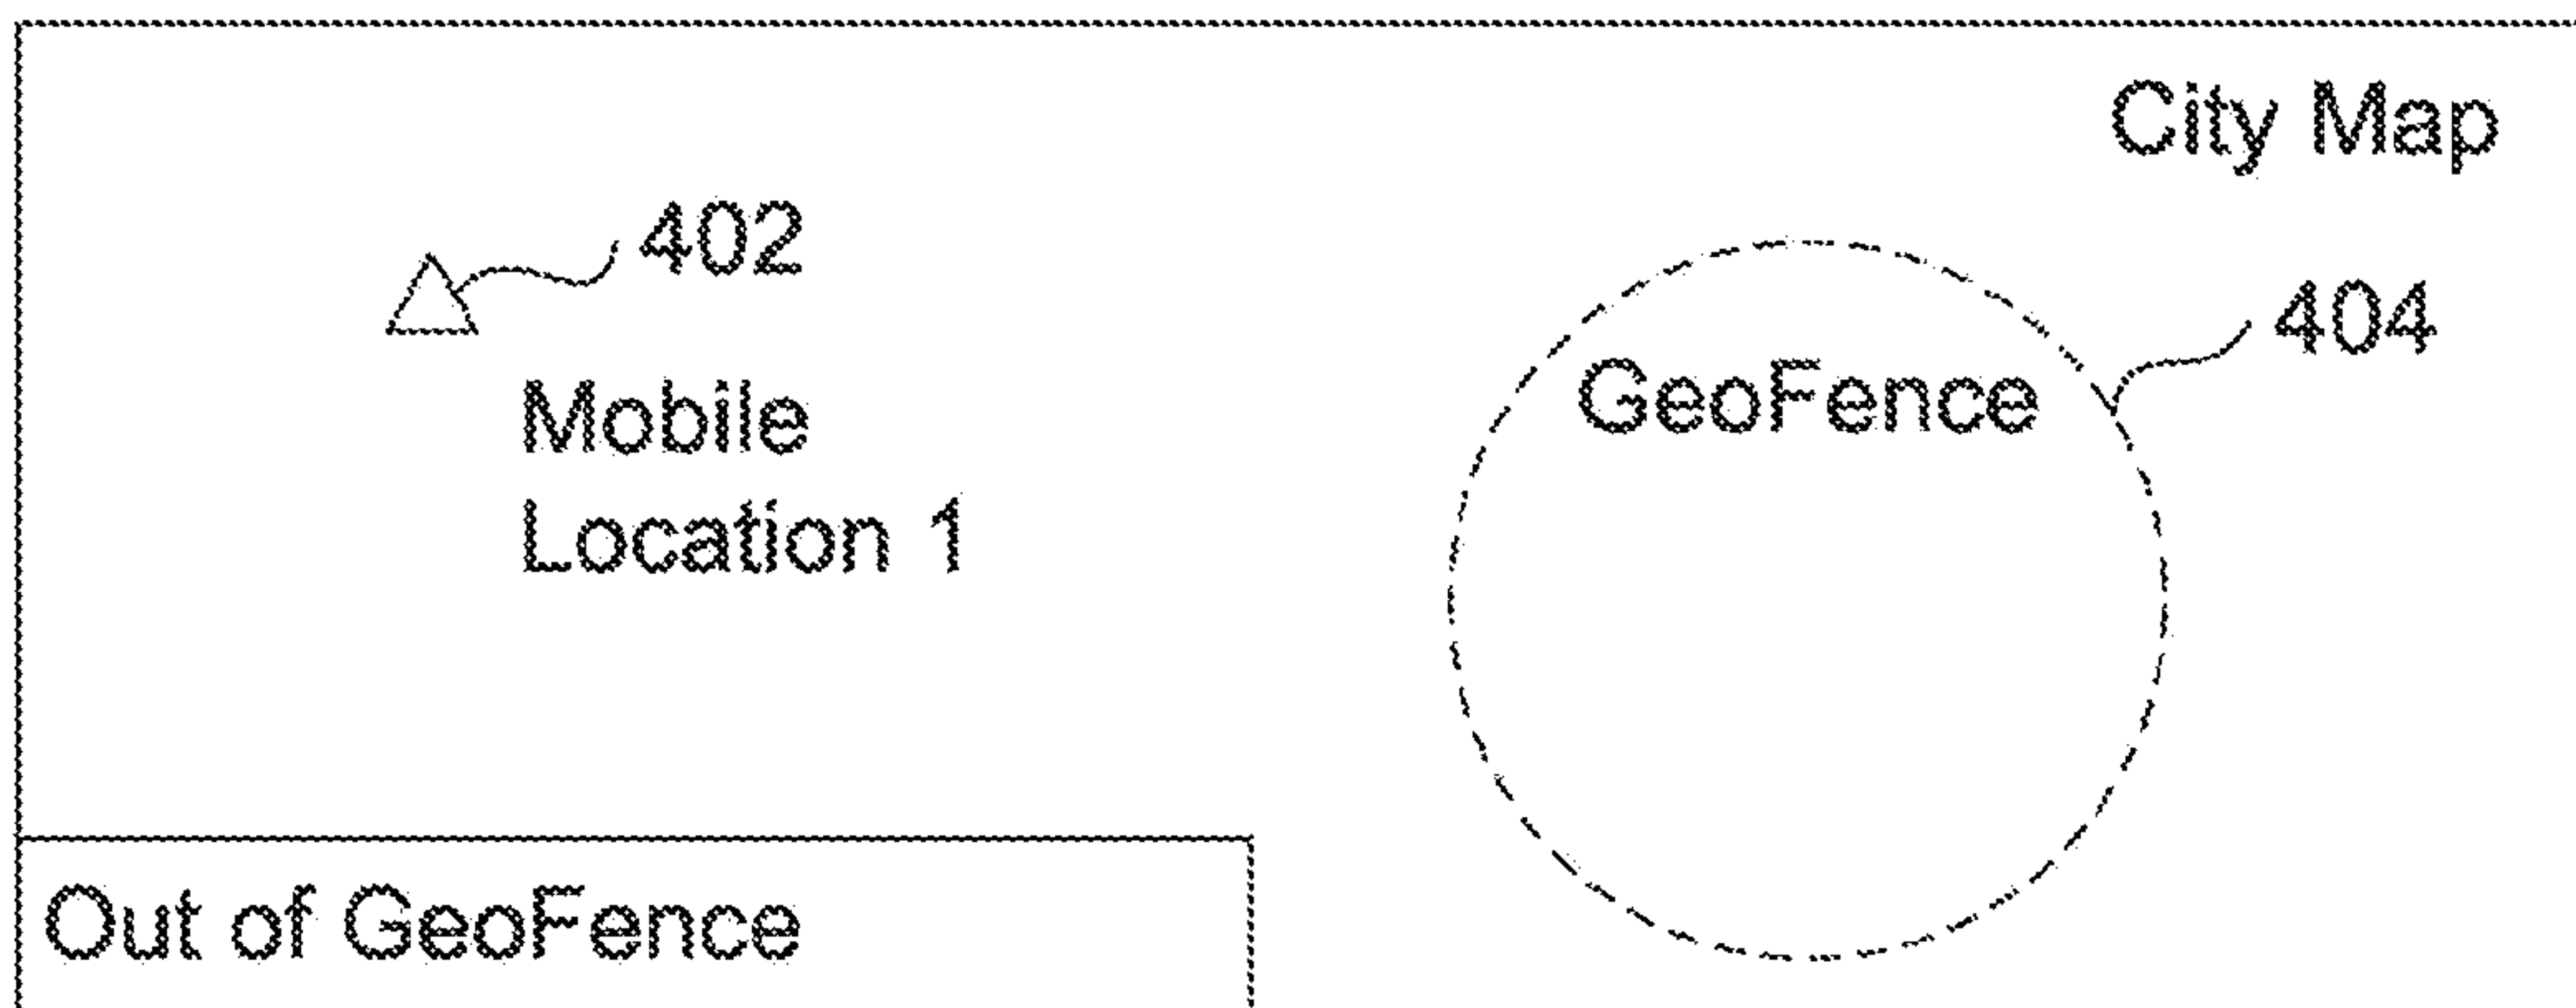 City Map
402
404
GeoFence
Mobile
Location 1
Out of GeoFence